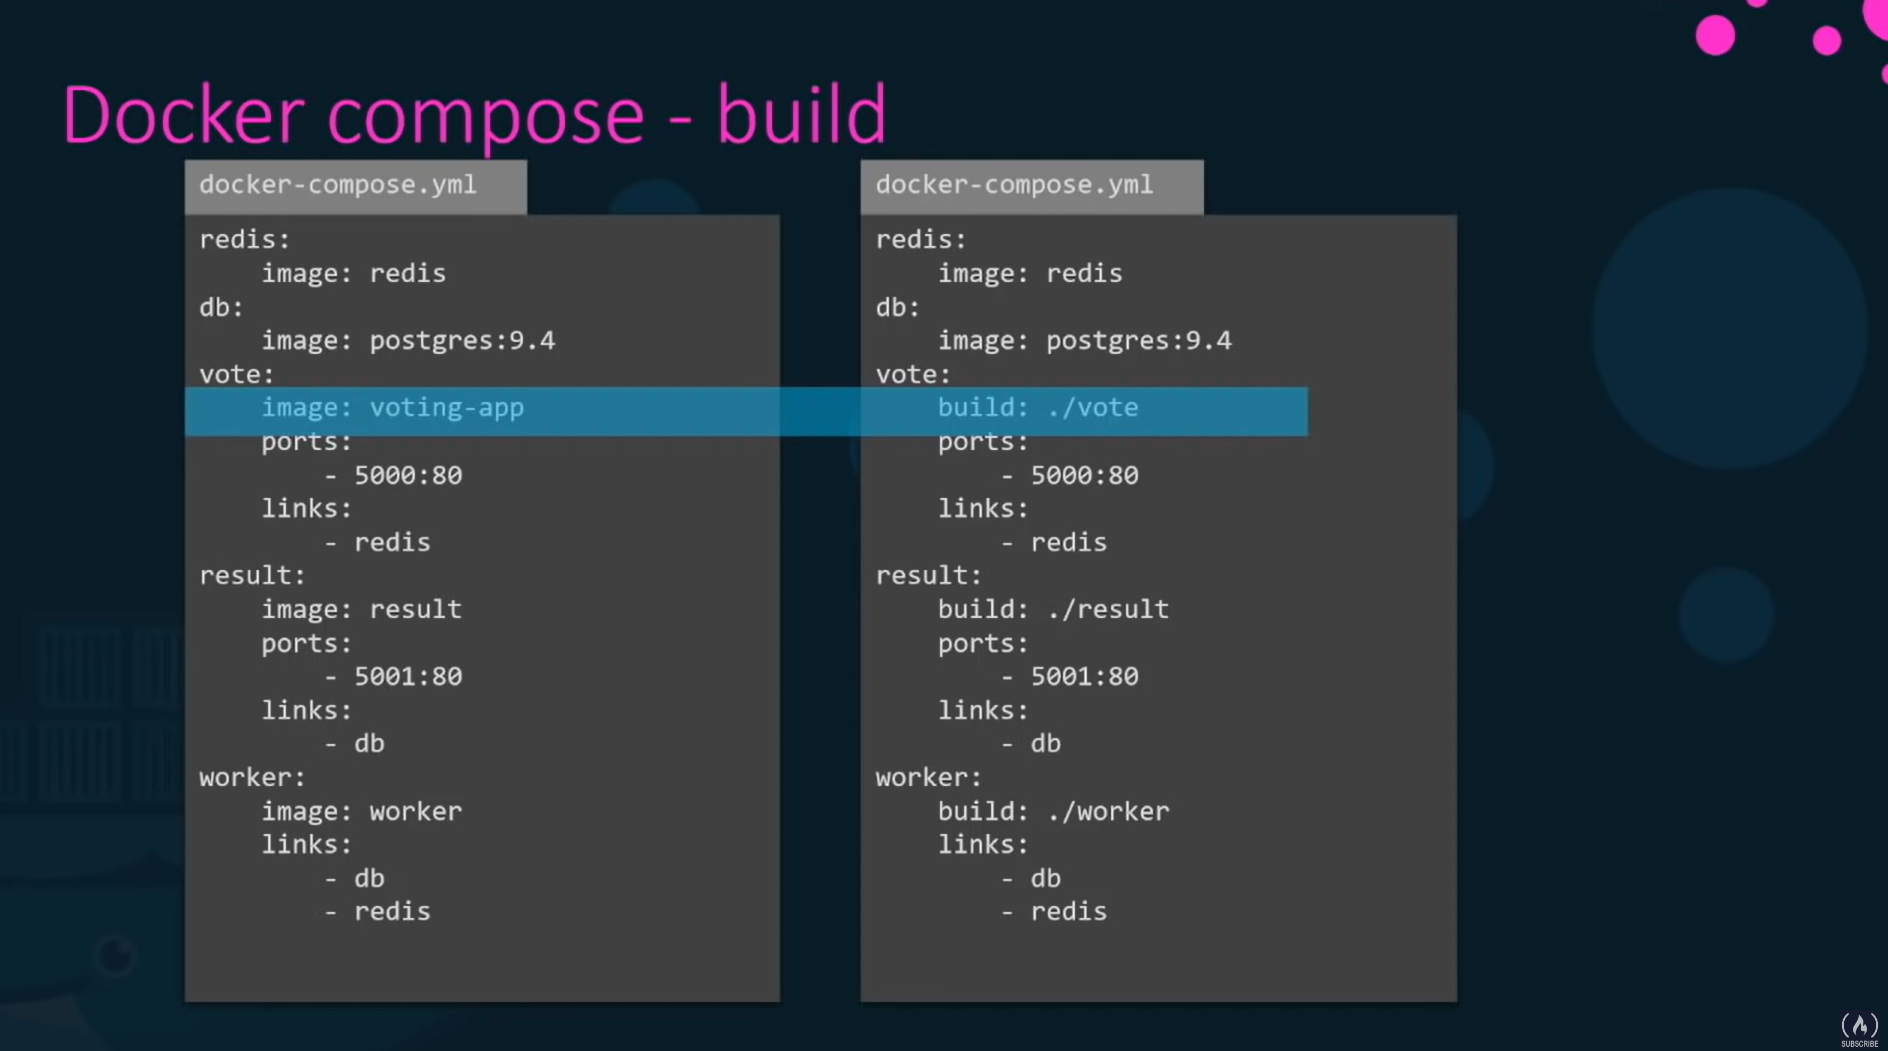 Docker compose - build
docker-compose.yml
redis:
    image: redis
db:
    image: postgres:9.4
vote:
    image: voting-app
    ports:
        - 5000:80
    links:
        - redis
result:
    image: result
    ports:
        - 5001:80
    links:
        - db
worker:
    image: worker
    links:
        - db
        - redis
docker-compose.yml
redis:
    image: redis
db:
    image: postgres:9.4
vote:
    build: ./vote
    ports:
        - 5000:80
    links:
        - redis
result:
    build: ./result
    ports:
        - 5001:80
    links:
        - db
worker:
    build: ./worker
    links:
        - db
        - redis
SUBSCRIBE